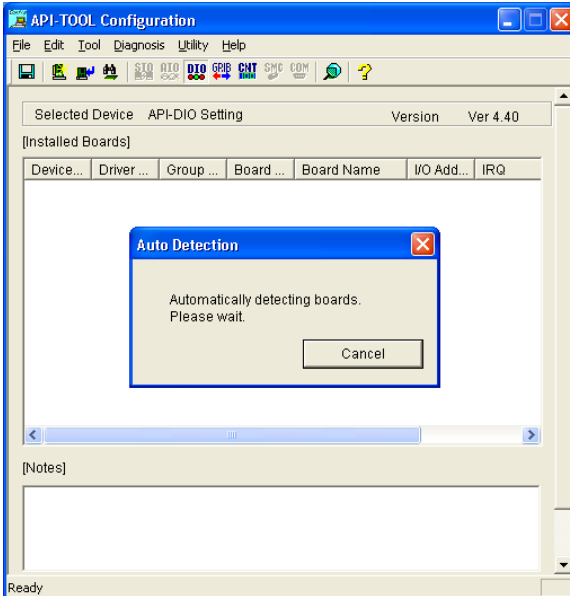 API-TOOL Configuration
File Edit Tool Diagnosis Utility Help
SIO AIO DIO GPIB CNT SMC COM
Selected Device API-DIO Setting Version Ver 4.40
[Installed Boards]
Device... Driver ... Group ... Board ... Board Name I/O Add... IRQ
Auto Detection
Automatically detecting boards.
Please wait.
Cancel
[Notes]
Ready